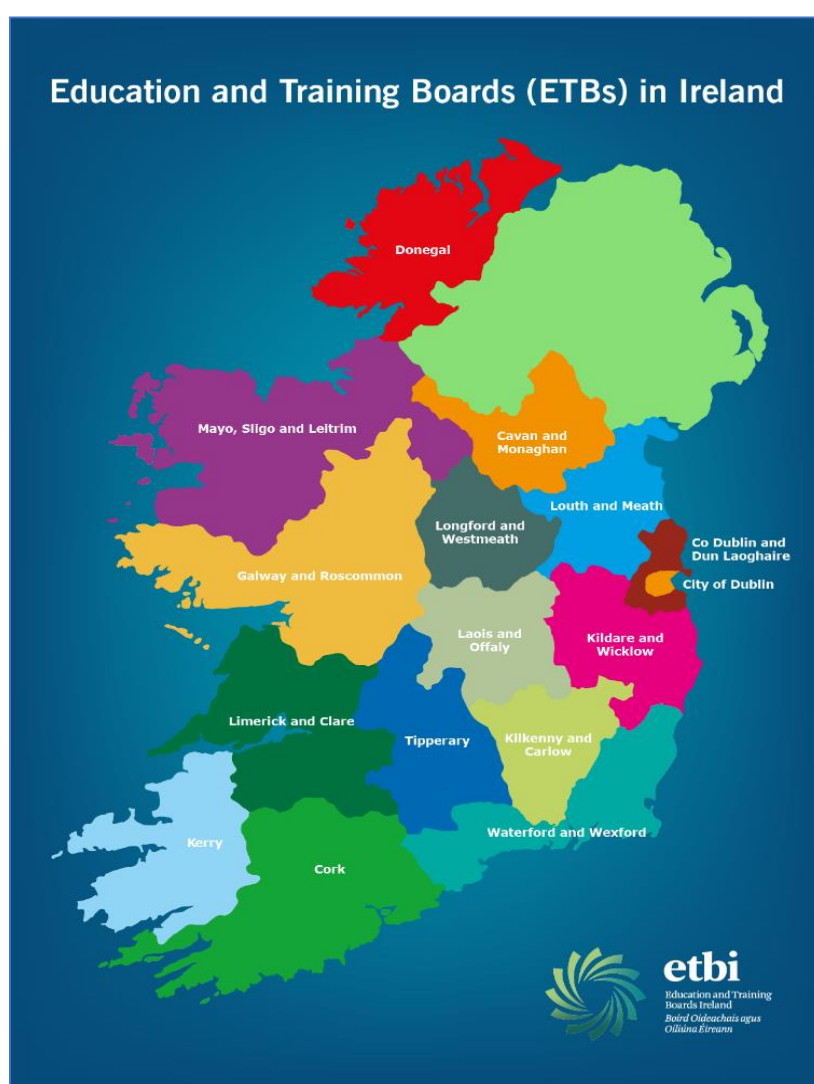 Education and Training Boards (ETBs) in Ireland
Donegal
Mayo, Sligo and Leitrim
Cavan and
Monaghan
Louth and Meath
Longford and
Westmeath
Co Dublin and
Dun Laoghaire
City of Dublin
Galway and Roscommon
Laois and
Offaly
Kildare and
Wicklow
Limerick and Clare
Tipperary
Kilkenny and
Carlow
Waterford and Wexford
Kerry
Cork
etbi
Education and Training
Boards Ireland
Boird Oideachais agus
Oiliúna Éireann